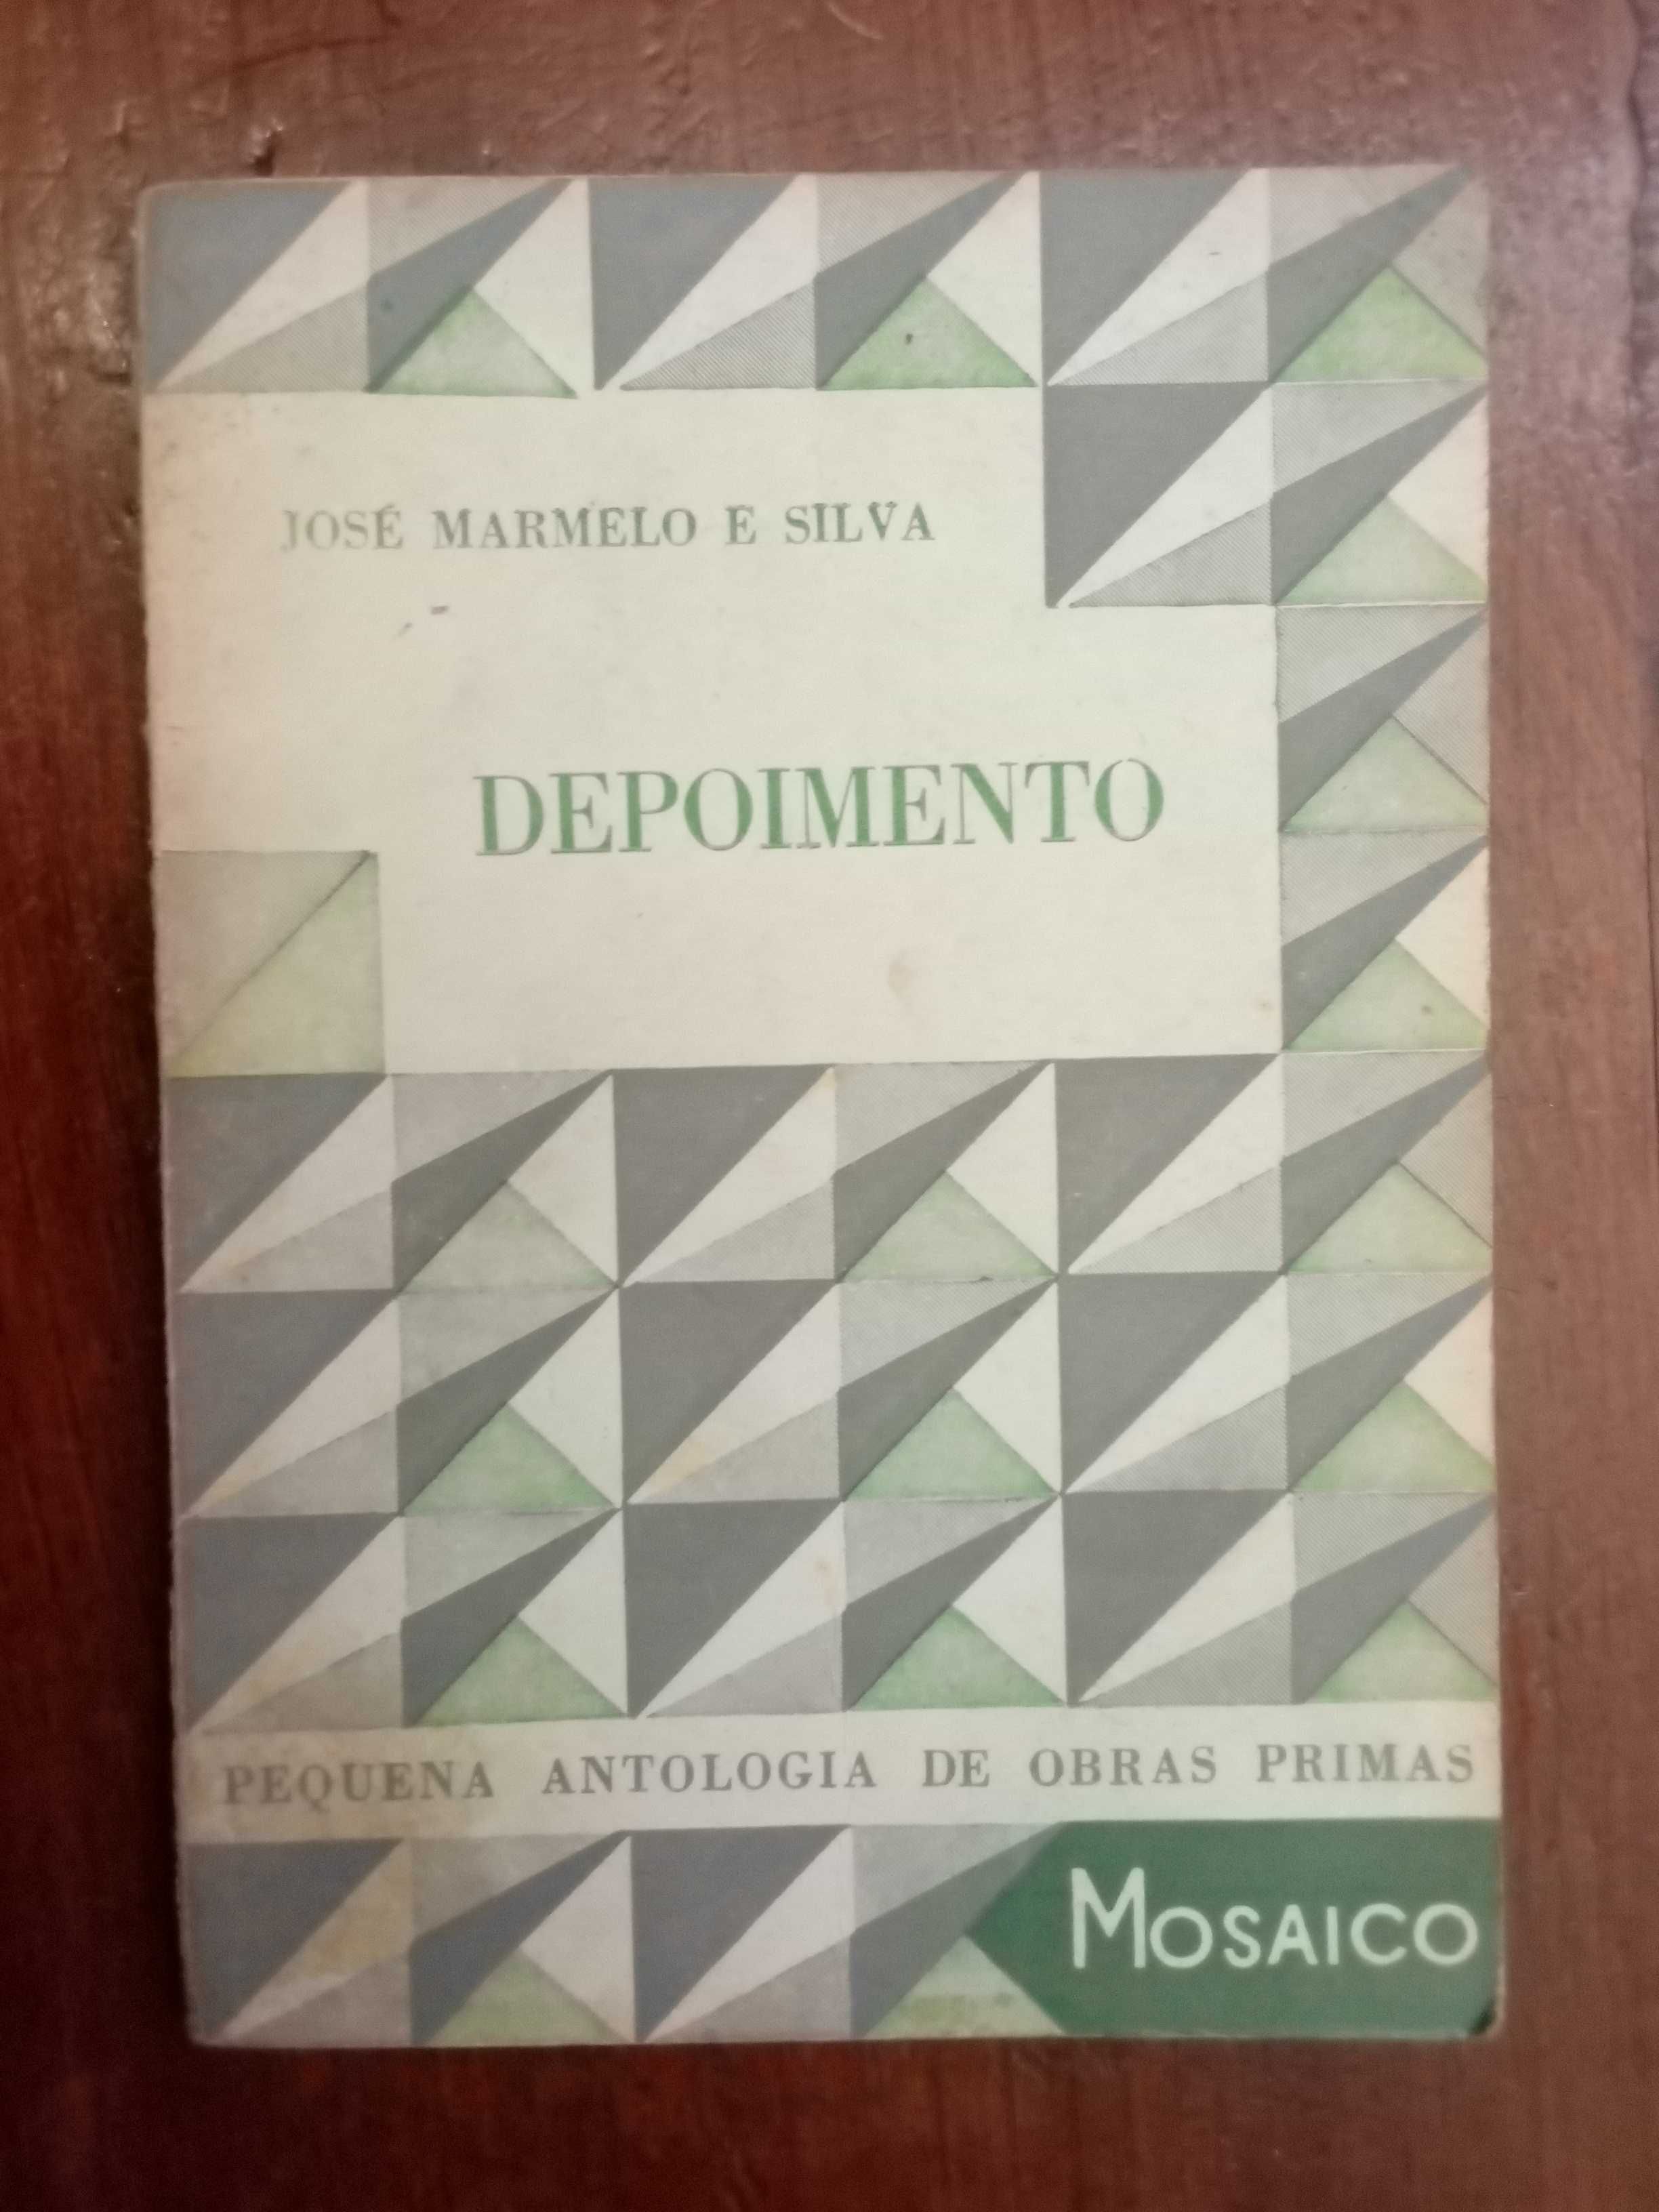 JOSÉ MARMELO E SILVA
DEPOIMENTO
PEQUENA ANTOLOGIA DE OBRAS PRIMAS
MOSAICO